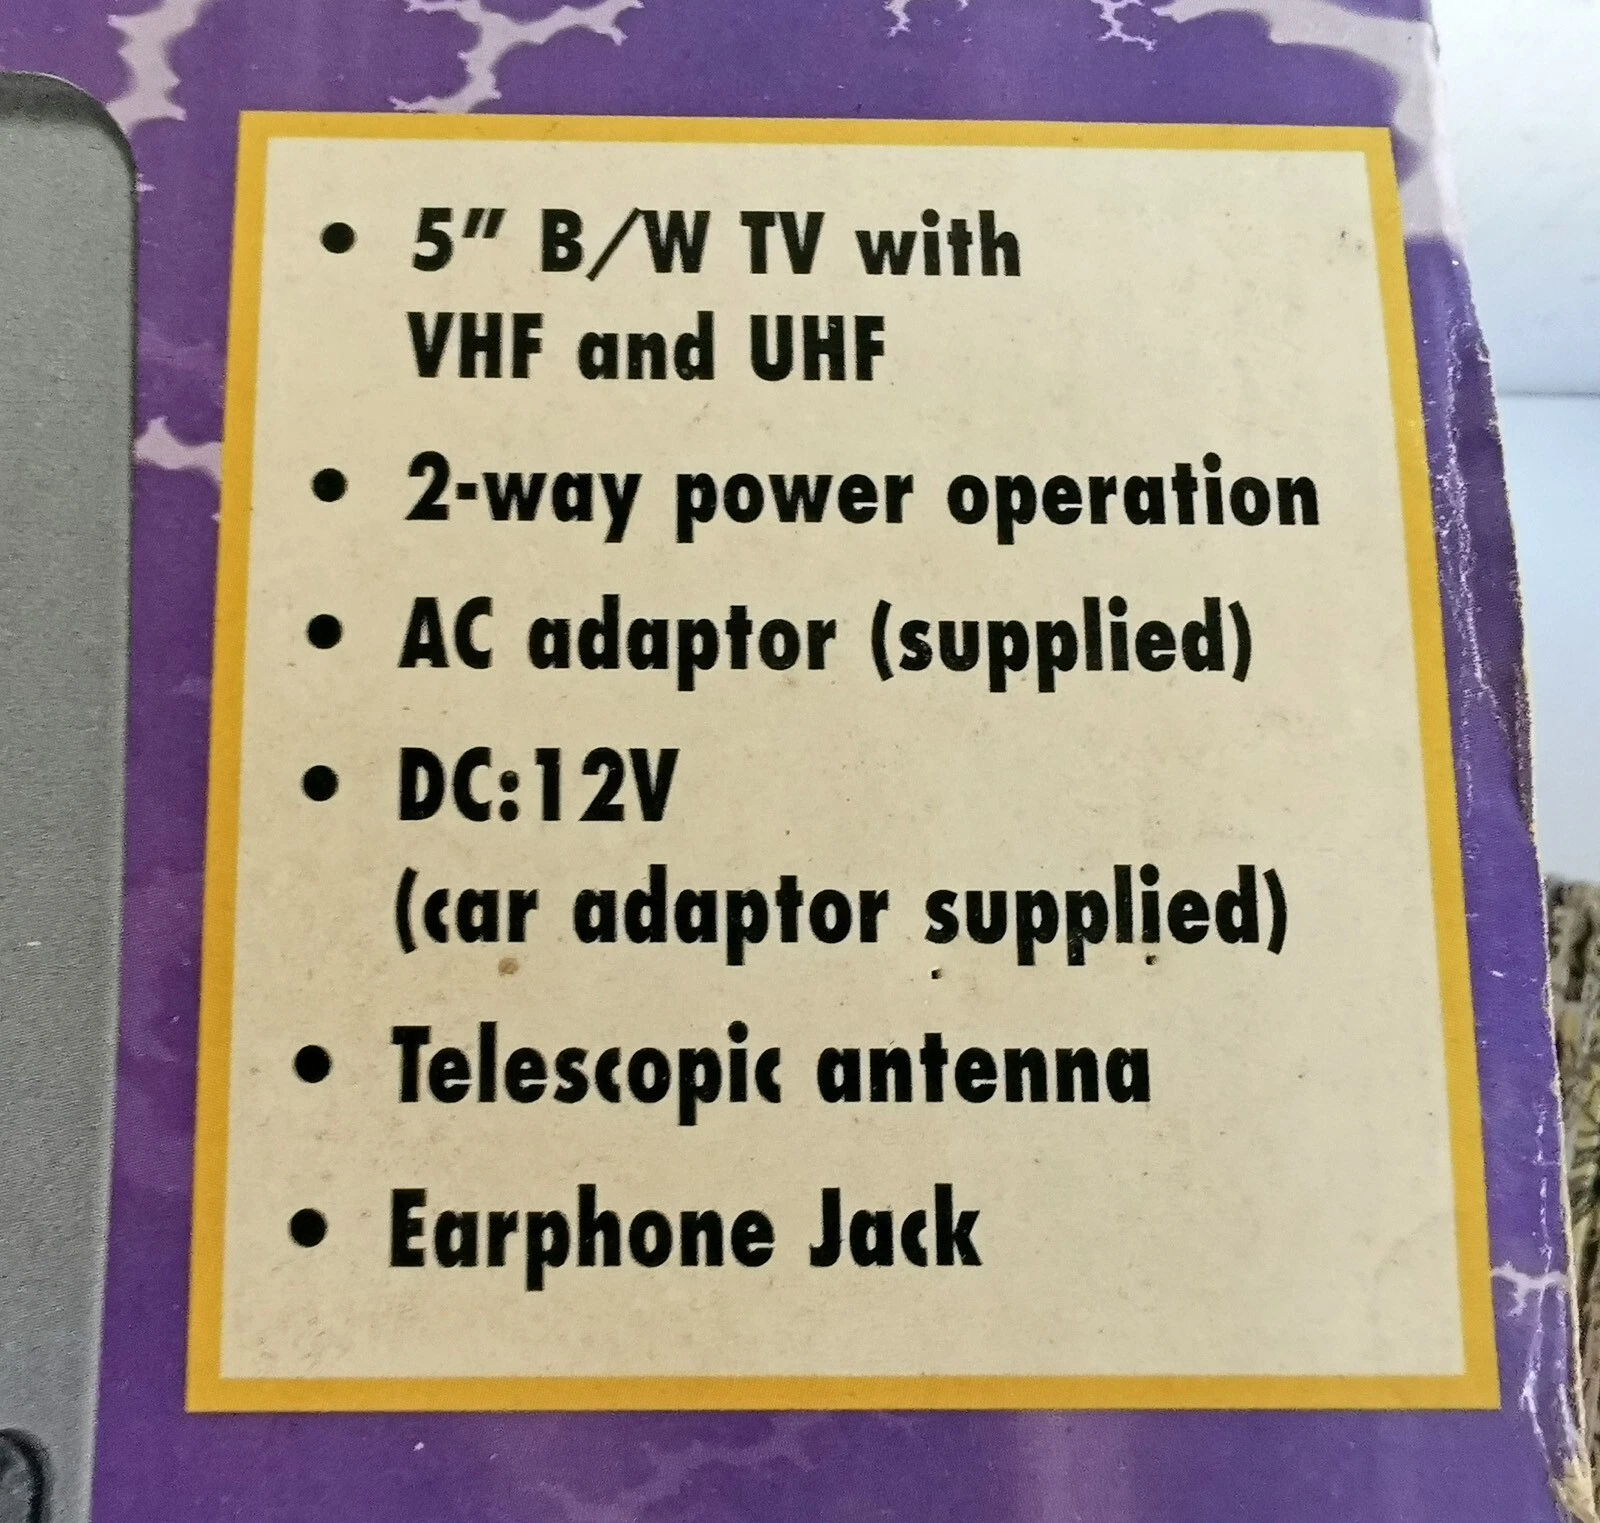 • 5" B/W TV with
VHF and UHF
• 2-way power operation
• AC adaptor (supplied)
• DC:12V
(car adaptor supplied)
• Telescopic antenna
• Earphone Jack